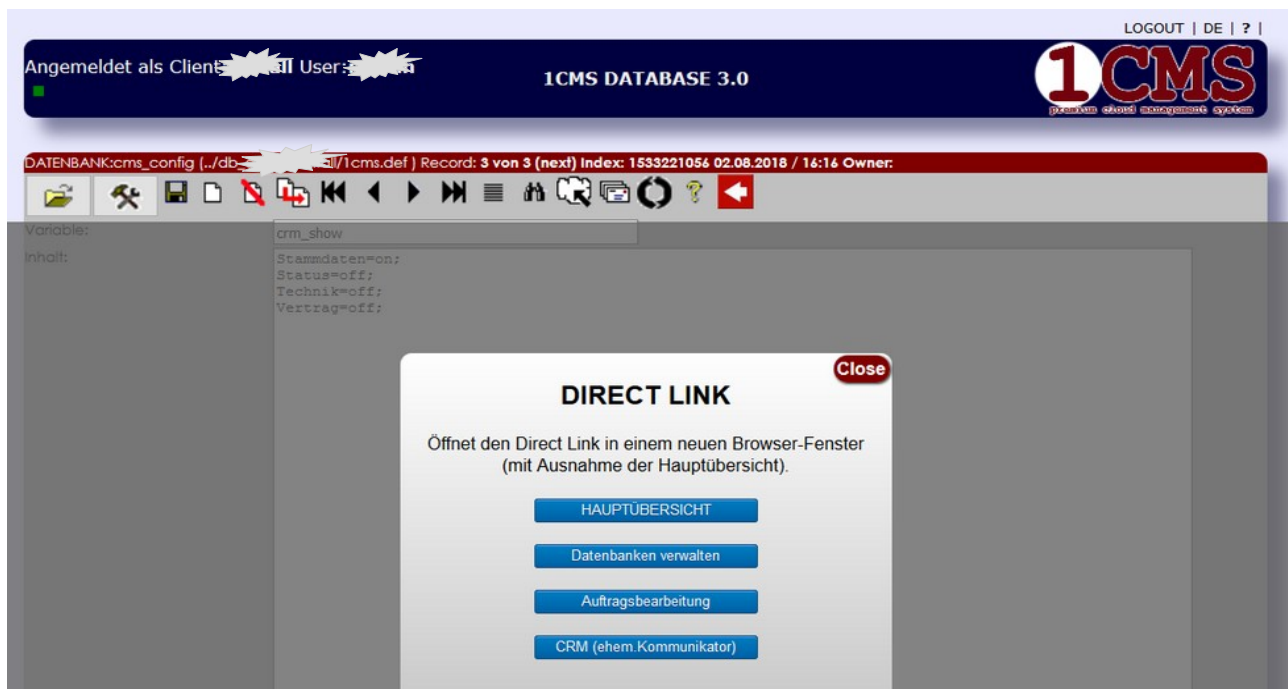 LOGOUT | DE | ? |
Angemeldet als Client: User:
1CMS DATABASE 3.0
1CMS
premium cloud management system
DATENBANK:cms_config (../db- /1cms.def ) Record: 3 von 3 (next) Index: 1533221056 02.08.2018 / 16:16 Owner:
Variable:
crm_show
Inhalt:
Stammdaten=on;
Status=off;
Technik=off;
Vertrag=off;
Close
DIRECT LINK
Öffnet den Direct Link in einem neuen Browser-Fenster
(mit Ausnahme der Hauptübersicht).
HAUPTÜBERSICHT
Datenbanken verwalten
Auftragsbearbeitung
CRM (ehem.Kommunikator)